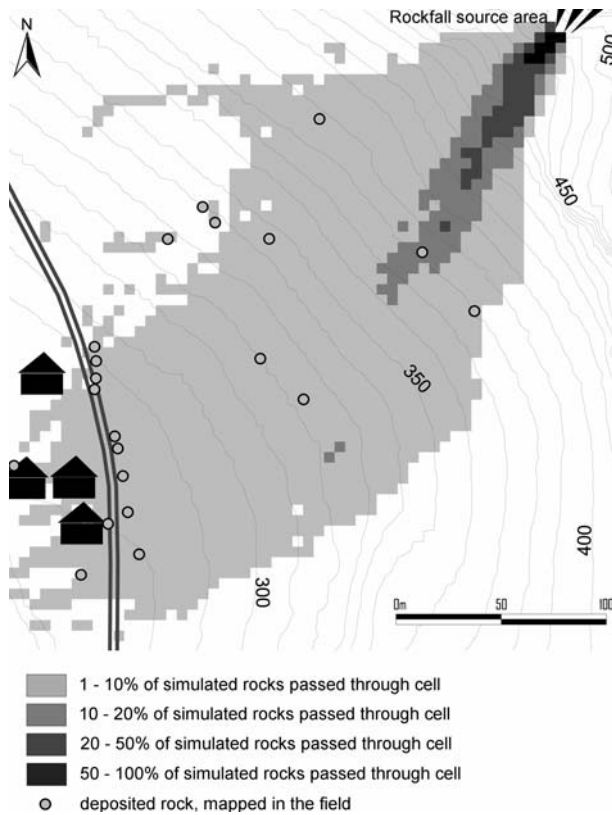 Rockfall source area
N
500
450
350
400
300
0m 50 100
1 - 10% of simulated rocks passed through cell
10 - 20% of simulated rocks passed through cell
20 - 50% of simulated rocks passed through cell
50 - 100% of simulated rocks passed through cell
deposited rock, mapped in the field